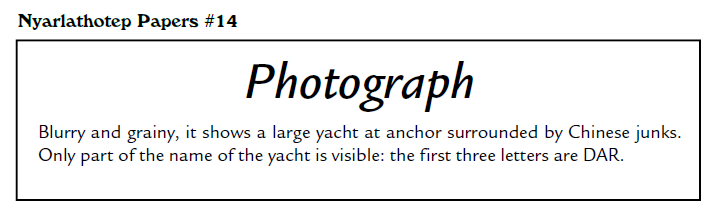 Nyarlathotep Papers #14
Photograph
Blurry and grainy, it shows a large yacht at anchor surrounded by Chinese junks.
Only part of the name of the yacht is visible: the first three letters are DAR.